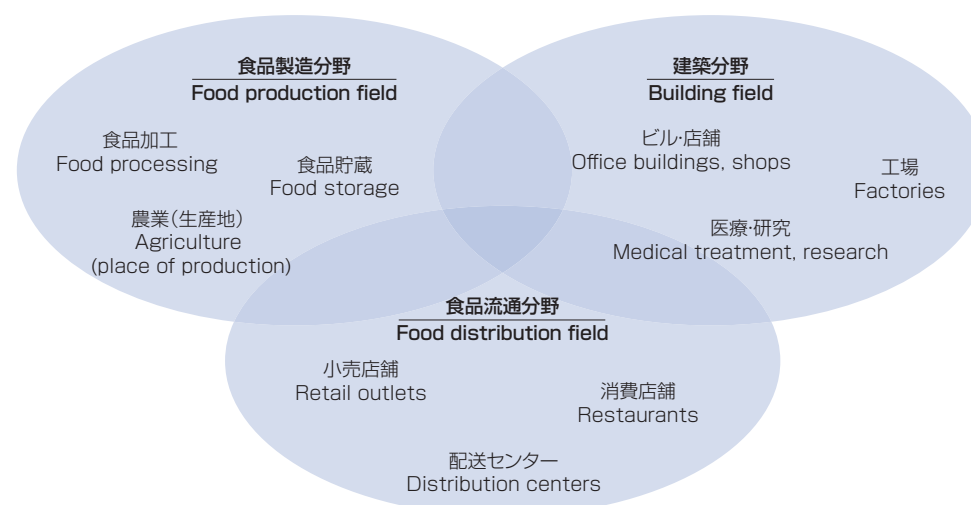 食品製造分野
Food production field
食品加工
Food processing
食品貯蔵
Food storage
農業(生産地)
Agriculture
(place of production)
建築分野
Building field
ビル・店舗
Office buildings, shops
工場
Factories
医療・研究
Medical treatment, research
食品流通分野
Food distribution field
小売店舗
Retail outlets
消費店舗
Restaurants
配送センター
Distribution centers